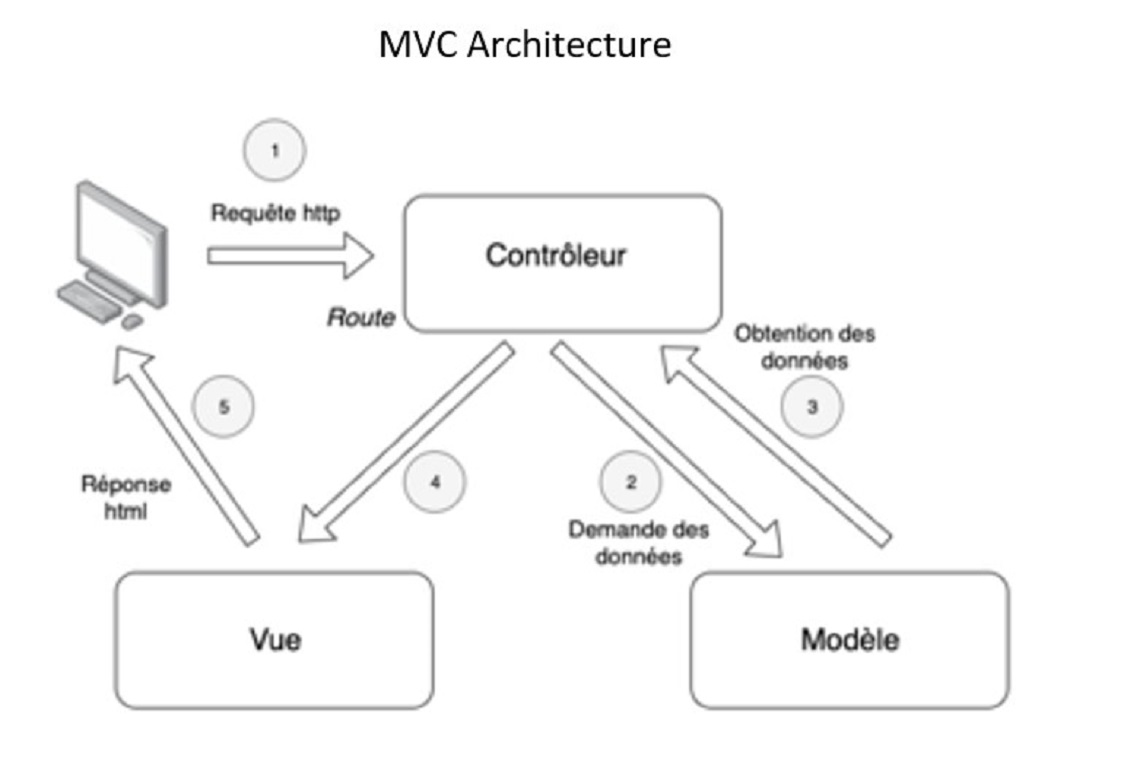 MVC Architecture
1
Requête http
Contrôleur
Route
Obtention des
données
3
5
4
2
Réponse
html
Demande des
données
Vue
Modèle